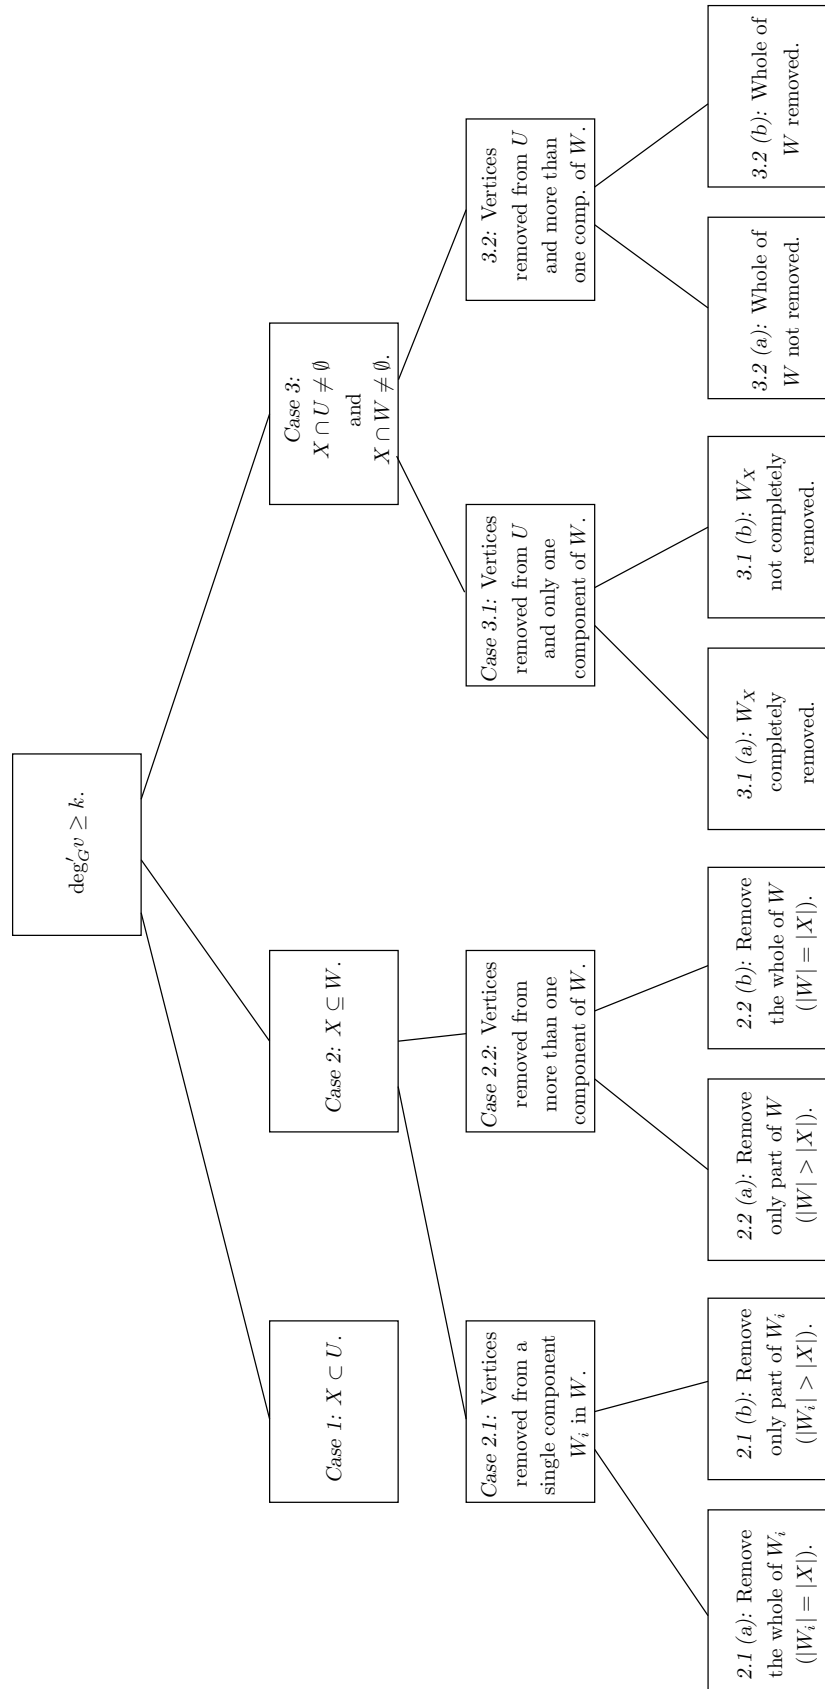 deg′_G v ≥ k.
Case 1: X ⊂ U.
Case 2: X ⊆ W.
Case 3:
X ∩ U ≠ ∅
and
X ∩ W ≠ ∅.
Case 2.1: Vertices
removed from a
single component
W_i in W.
Case 2.2: Vertices
removed from
more than one
component of W.
Case 3.1: Vertices
removed from U
and only one
component of W.
3.2: Vertices
removed from U
and more than
one comp. of W.
2.1 (a): Remove
the whole of W_i
(|W_i| = |X|).
2.1 (b): Remove
only part of W_i
(|W_i| > |X|).
2.2 (a): Remove
only part of W
(|W| > |X|).
2.2 (b): Remove
the whole of W
(|W| = |X|).
3.1 (a): W_X
completely
removed.
3.1 (b): W_X
not completely
removed.
3.2 (a): Whole of
W not removed.
3.2 (b): Whole of
W removed.